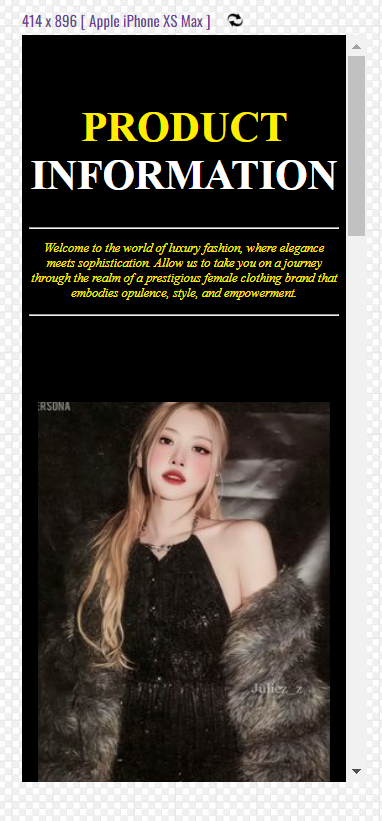 414 x 896 [ Apple iPhone XS Max ]
PRODUCT
INFORMATION
Welcome to the world of luxury fashion, where elegance
meets sophistication. Allow us to take you on a journey
through the realm of a prestigious female clothing brand that
embodies opulence, style, and empowerment.
ERSONA
Juliez_z